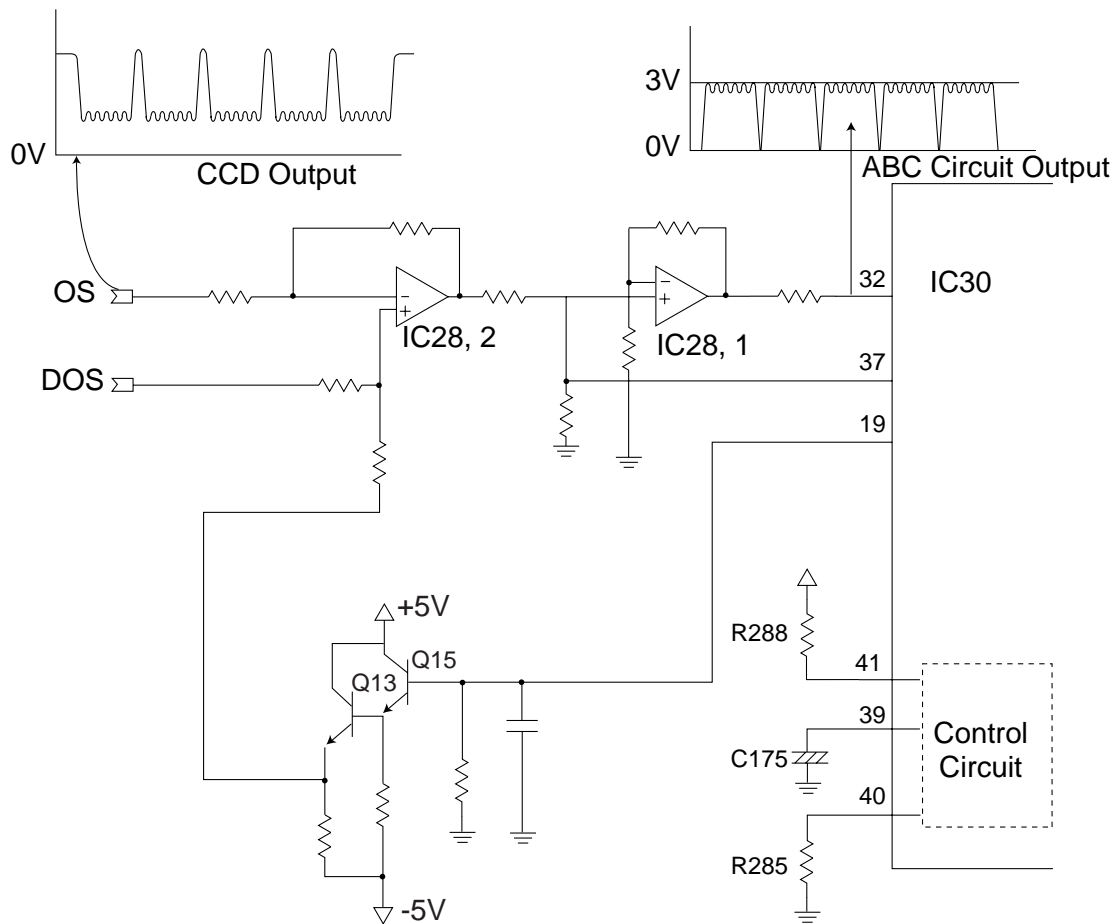 0V
CCD Output
3V
0V
ABC Circuit Output
OS
−
+
IC28, 2
−
+
IC28, 1
32
IC30
DOS
37
19
+5V
Q15
Q13
-5V
R288
41
39
C175
40
R285
Control
Circuit